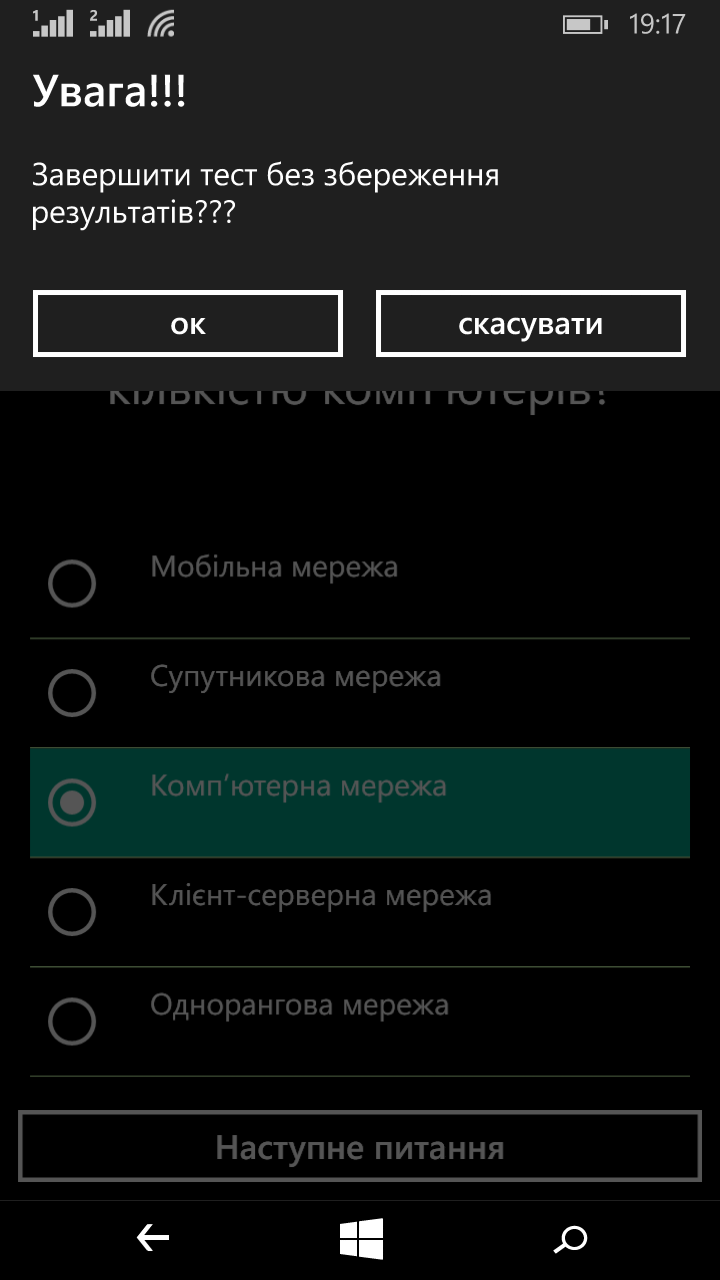 1 2 19:17
Увага!!!
Завершити тест без збереження
результатів???
ок скасувати
кількістю комп'ютерів?
Мобільна мережа
Супутникова мережа
Комп’ютерна мережа
Клієнт-серверна мережа
Однорангова мережа
Наступне питання